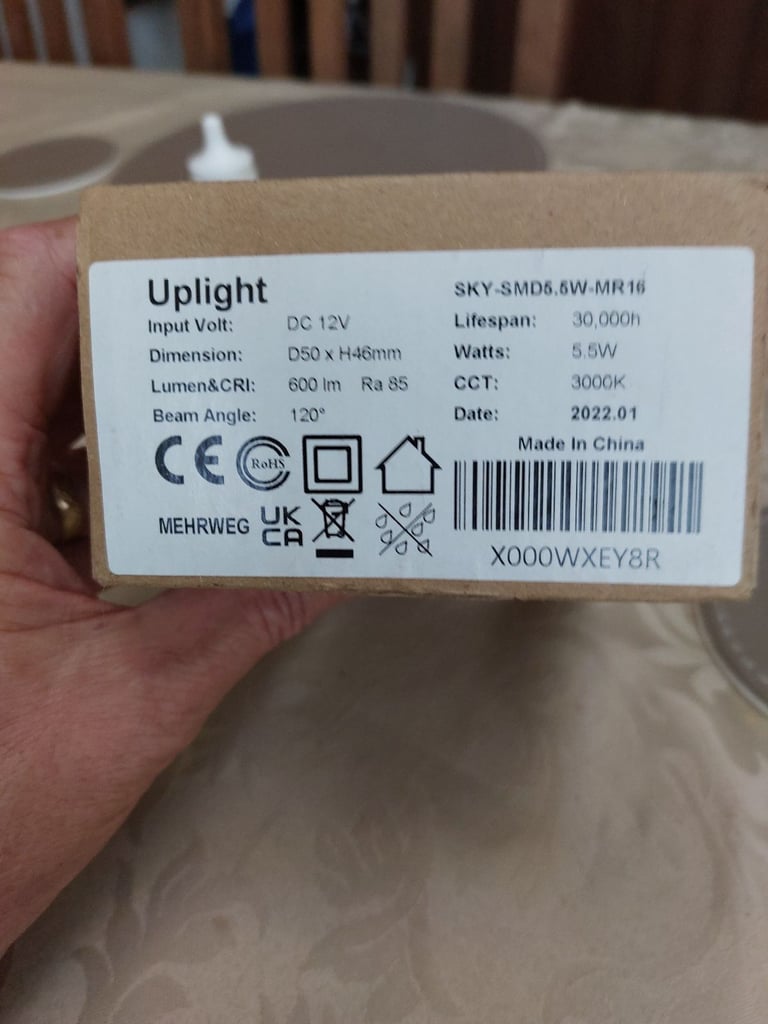 Uplight
SKY-SMD5.5W-MR16
Input Volt: DC 12V
Lifespan: 30,000h
Dimension: D50 x H46mm
Watts: 5.5W
Lumen&CRI: 600 lm Ra 85
CCT: 3000K
Beam Angle: 120°
Date: 2022.01
Made In China
CE
RoHS
MEHRWEG
UK
CA
X000WXEY8R